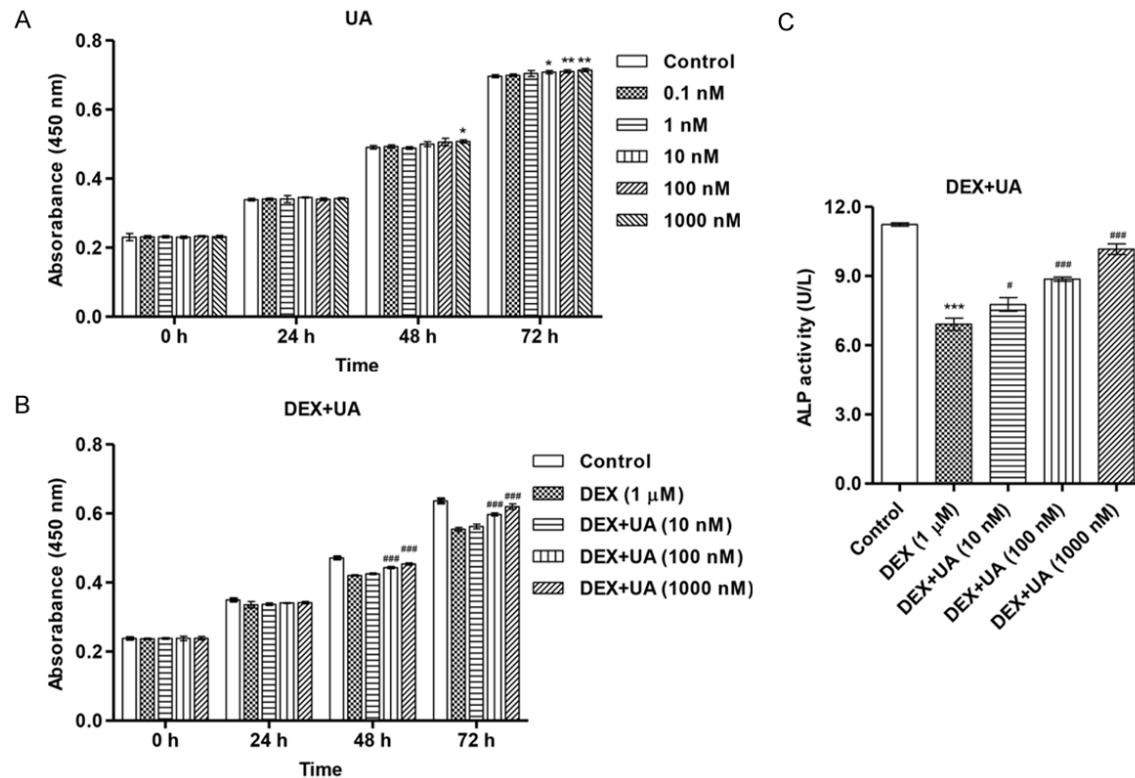 A
UA
Absorabance (450 nm)
0.8
0.6
0.4
0.2
0.0
* ** **
*
0 h 24 h 48 h 72 h
Time
Control
0.1 nM
1 nM
10 nM
100 nM
1000 nM
B
DEX+UA
Absorabance (450 nm)
0.8
0.6
0.4
0.2
0.0
### ###
### ###
0 h 24 h 48 h 72 h
Time
Control
DEX (1 μM)
DEX+UA (10 nM)
DEX+UA (100 nM)
DEX+UA (1000 nM)
C
DEX+UA
ALP activity (U/L)
12.0
9.0
6.0
3.0
0.0
*** # ### ###
Control
DEX (1 μM)
DEX+UA (10 nM)
DEX+UA (100 nM)
DEX+UA (1000 nM)